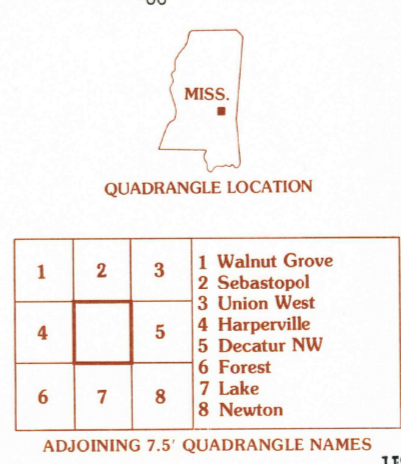 MISS.
QUADRANGLE LOCATION
1 2 3
4 5
6 7 8
1 Walnut Grove
2 Sebastopol
3 Union West
4 Harperville
5 Decatur NW
6 Forest
7 Lake
8 Newton
ADJOINING 7.5′ QUADRANGLE NAMES